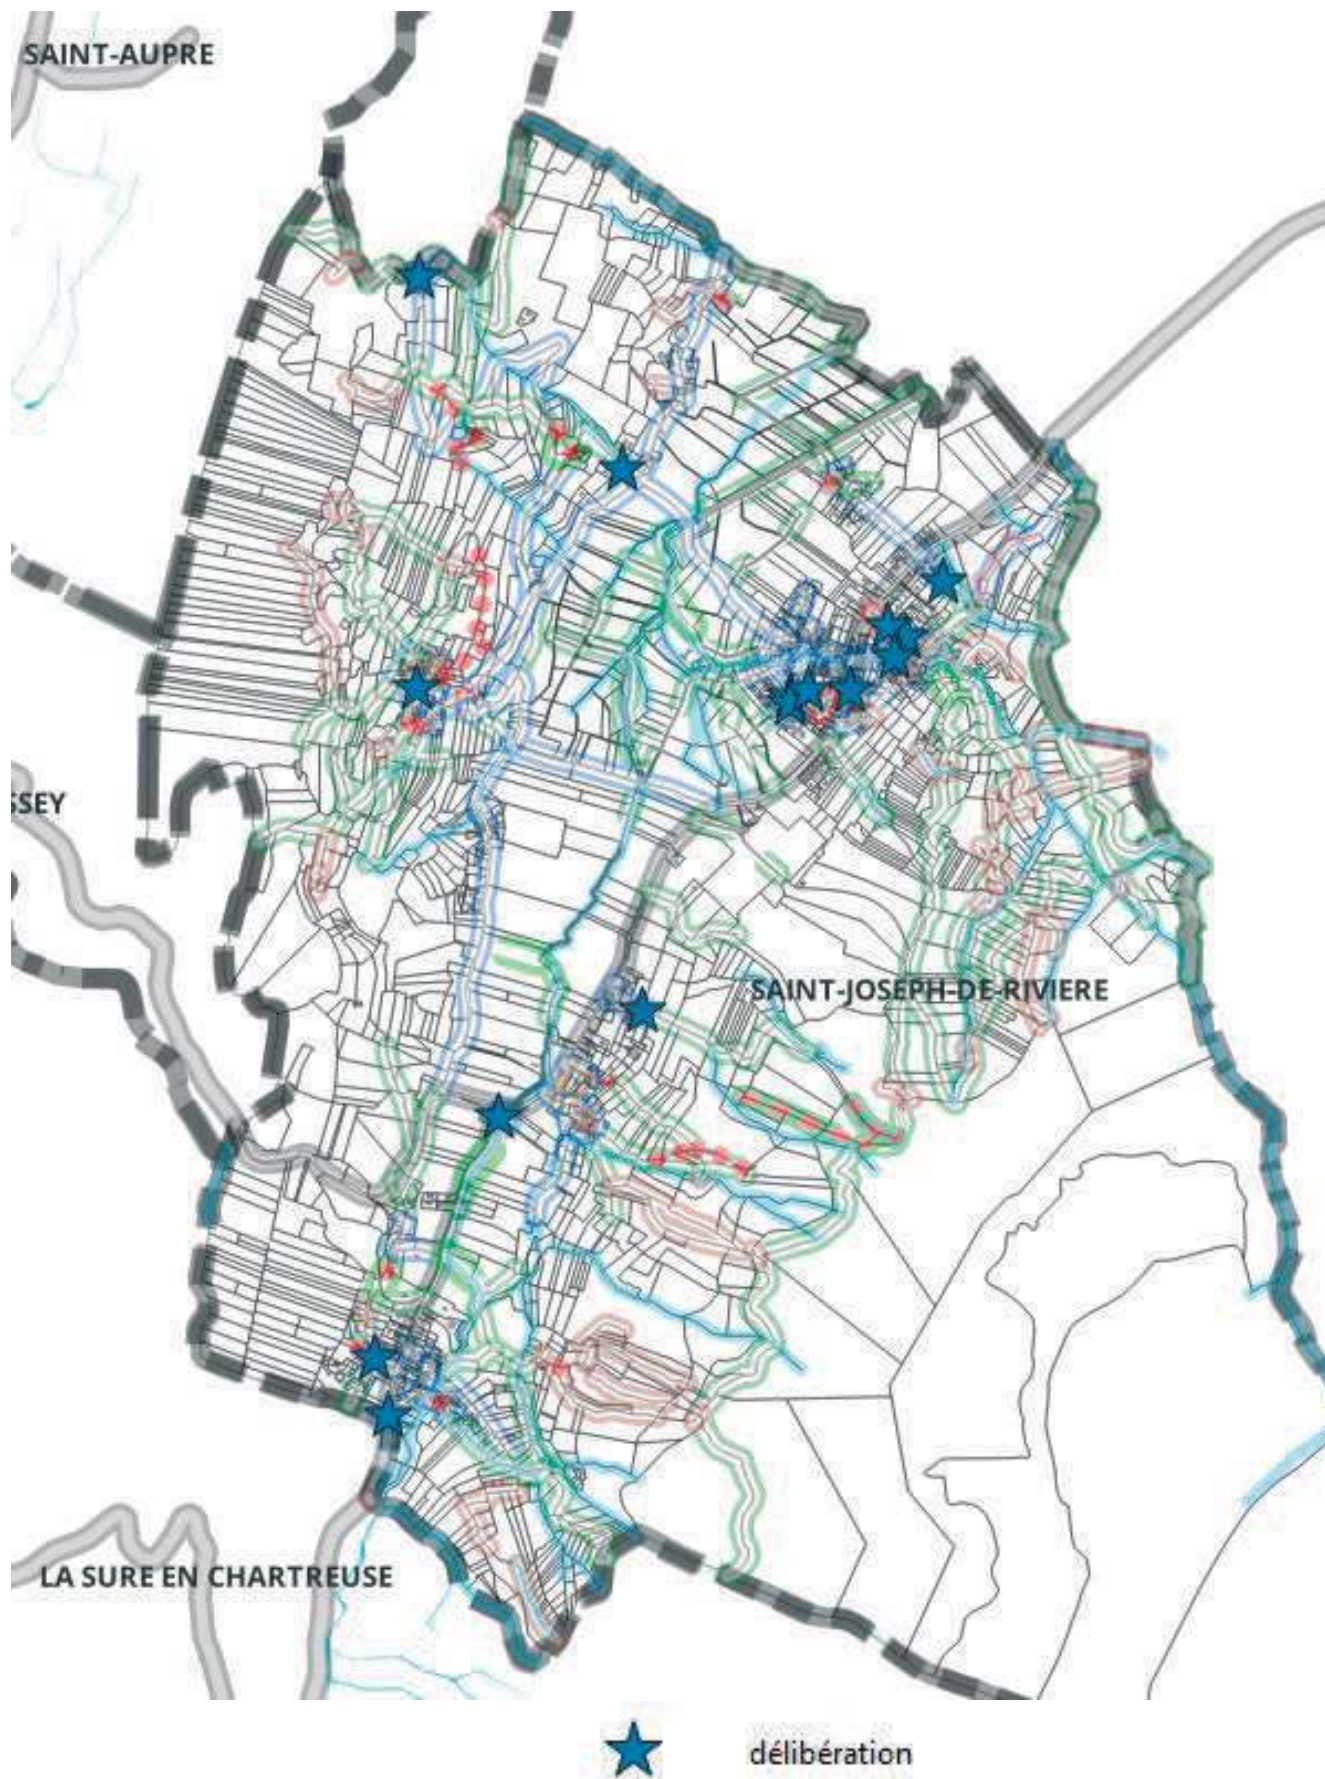 SAINT-AUPRE
SSEY
SAINT-JOSEPH-DE-RIVIERE
LA SURE EN CHARTREUSE
délibération